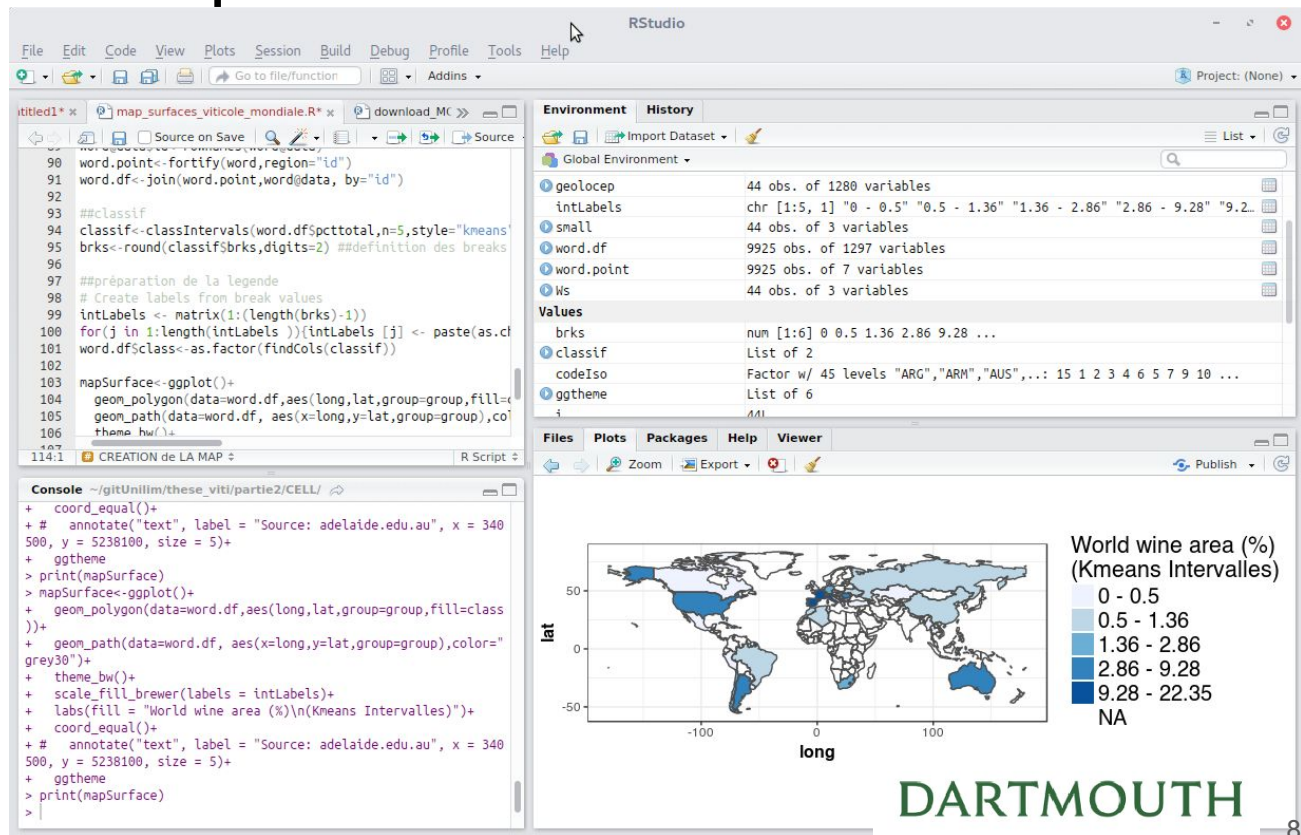 RStudio
File Edit Code View Plots Session Build Debug Profile Tools Help
Go to file/function Addins Project: (None)
ntitled1* map_surfaces_viticole_mondiale.R* download_MC
Source on Save Source
90 word.point<-fortify(word,region="id")
91 word.df<-join(word.point,word@data, by="id")
92
93 ##classif
94 classif<-classIntervals(word.df$pcttotal,n=5,style="kmeans"
95 brks<-round(classif$brks,digits=2) ##definition des breaks
96
97 ##préparation de la legende
98 # Create labels from break values
99 intLabels <- matrix(1:(length(brks)-1))
100 for(j in 1:length(intLabels )){intLabels [j] <- paste(as.ch
101 word.df$class<-as.factor(findCols(classif))
102
103 mapSurface<-ggplot()+
104 geom_polygon(data=word.df,aes(long,lat,group=group,fill=c
105 geom_path(data=word.df, aes(x=long,y=lat,group=group),col
106 theme_bw()+
107
114:1 CREATION de LA MAP R Script
Console ~/gitUnilim/these_viti/partie2/CELL/
+ coord_equal()+
+ # annotate("text", label = "Source: adelaide.edu.au", x = 340
500, y = 5238100, size = 5)+
+ ggtheme
> print(mapSurface)
> mapSurface<-ggplot()+
+ geom_polygon(data=word.df,aes(long,lat,group=group,fill=class
))+
+ geom_path(data=word.df, aes(x=long,y=lat,group=group),color="
grey30")+
+ theme_bw()+
+ scale_fill_brewer(labels = intLabels)+
+ labs(fill = "World wine area (%)\n(Kmeans Intervalles)")+
+ coord_equal()+
+ # annotate("text", label = "Source: adelaide.edu.au", x = 340
500, y = 5238100, size = 5)+
+ ggtheme
> print(mapSurface)
>
Environment History
Import Dataset List
Global Environment
geolocep 44 obs. of 1280 variables
intLabels chr [1:5, 1] "0 - 0.5" "0.5 - 1.36" "1.36 - 2.86" "2.86 - 9.28" "9.2…
small 44 obs. of 3 variables
word.df 9925 obs. of 1297 variables
word.point 9925 obs. of 7 variables
Ws 44 obs. of 3 variables
Values
brks num [1:6] 0 0.5 1.36 2.86 9.28 ...
classif List of 2
codeIso Factor w/ 45 levels "ARG","ARM","AUS",..: 15 1 2 3 4 6 5 7 9 10 ...
ggtheme List of 6
i 44L
Files Plots Packages Help Viewer
Zoom Export Publish
World wine area (%)
(Kmeans Intervalles)
0 - 0.5
0.5 - 1.36
1.36 - 2.86
2.86 - 9.28
9.28 - 22.35
NA
50
0
-50
lat
-100 0 100
long
DARTMOUTH
8